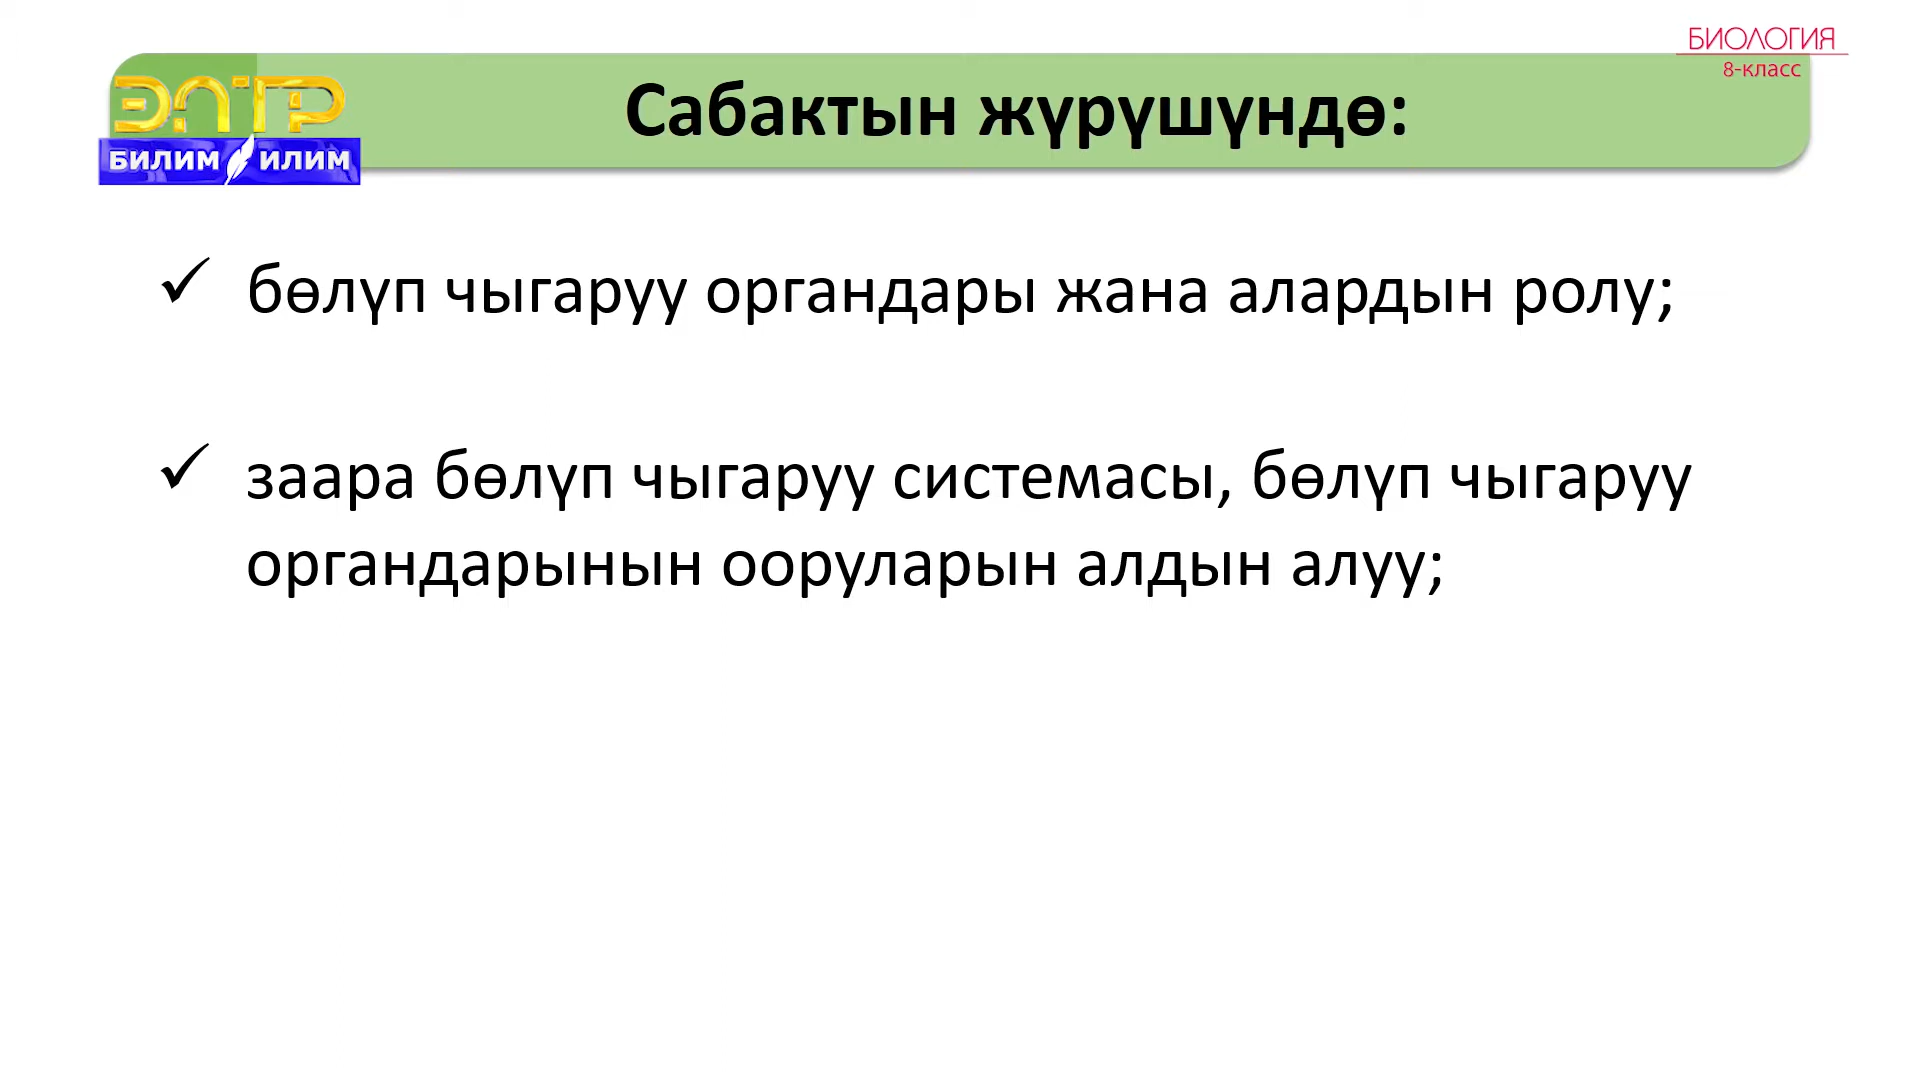 БИОЛОГИЯ
8-класс
ЭЛТР
БИЛИМ ИЛИМ
Сабактын жүрүшүндө:
✓ бөлүп чыгаруу органдары жана алардын ролу;
✓ заара бөлүп чыгаруу системасы, бөлүп чыгаруу
органдарынын ооруларын алдын алуу;